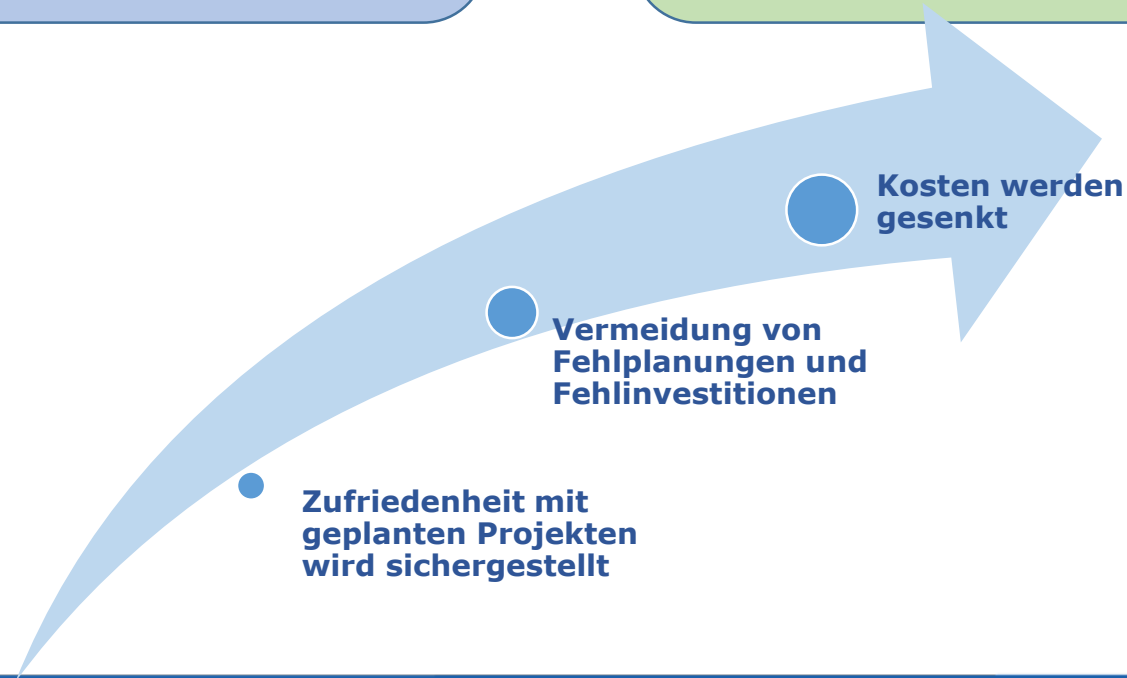 Kosten werden
gesenkt
Vermeidung von
Fehlplanungen und
Fehlinvestitionen
Zufriedenheit mit
geplanten Projekten
wird sichergestellt